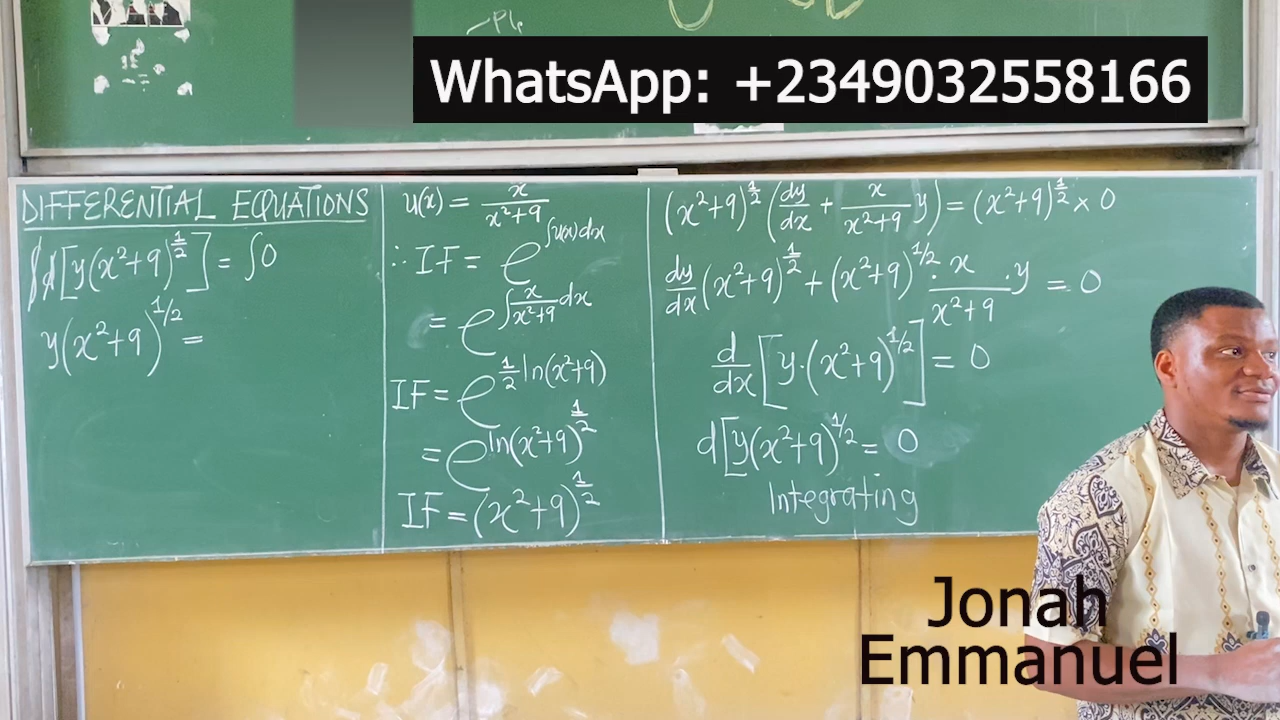 WhatsApp: +2349032558166
DIFFERENTIAL EQUATIONS
∫d[y(x²+9)^{1/2}] = ∫0
y(x²+9)^{1/2} =
u(x) = x/(x²+9)
∴ IF = e^{∫u(x)dx}
= e^{∫x/(x²+9) dx}
IF = e^{1/2 ln(x²+9)}
= e^{ln(x²+9)^{1/2}}
IF = (x²+9)^{1/2}
(x²+9)^{1/2} (dy/dx + x/(x²+9) y) = (x²+9)^{1/2} × 0
dy/dx (x²+9)^{1/2} + (x²+9)^{1/2} · x/(x²+9) · y = 0
d/dx [y·(x²+9)^{1/2}] = 0
d[y(x²+9)^{1/2} = 0
Integrating
Jonah
Emmanuel